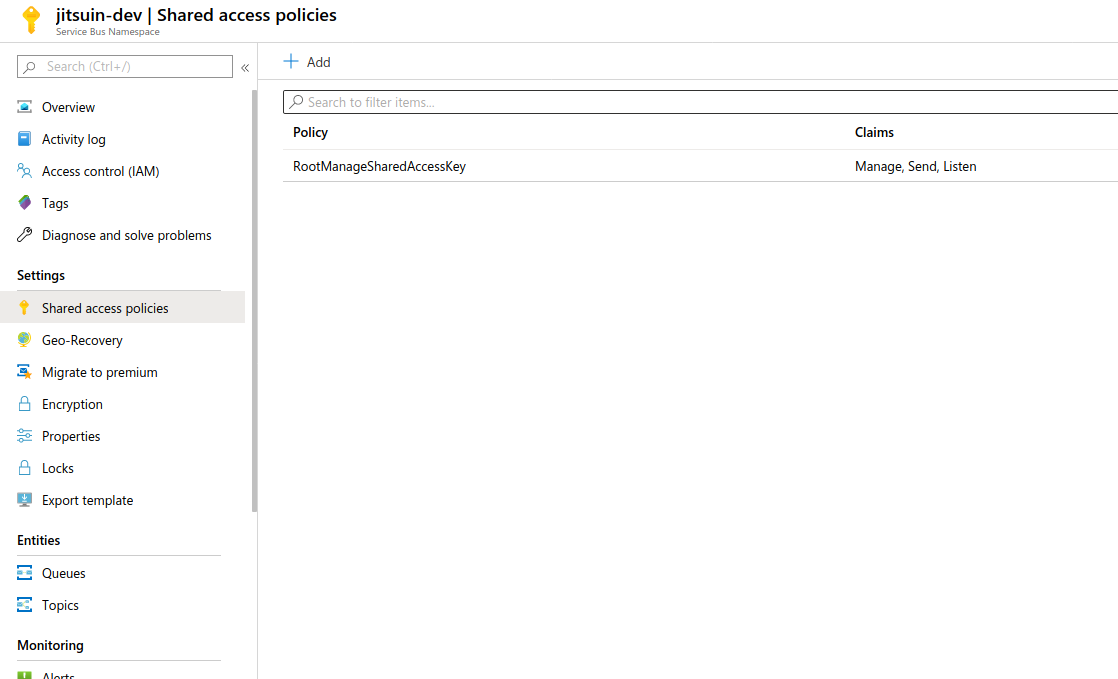 jitsuin-dev | Shared access policies
Service Bus Namespace
Search (Ctrl+/)
«
Overview
Activity log
Access control (IAM)
Tags
Diagnose and solve problems
Settings
Shared access policies
Geo-Recovery
Migrate to premium
Encryption
Properties
Locks
Export template
Entities
Queues
Topics
Monitoring
Alerts
Add
Search to filter items...
Policy Claims
RootManageSharedAccessKey Manage, Send, Listen